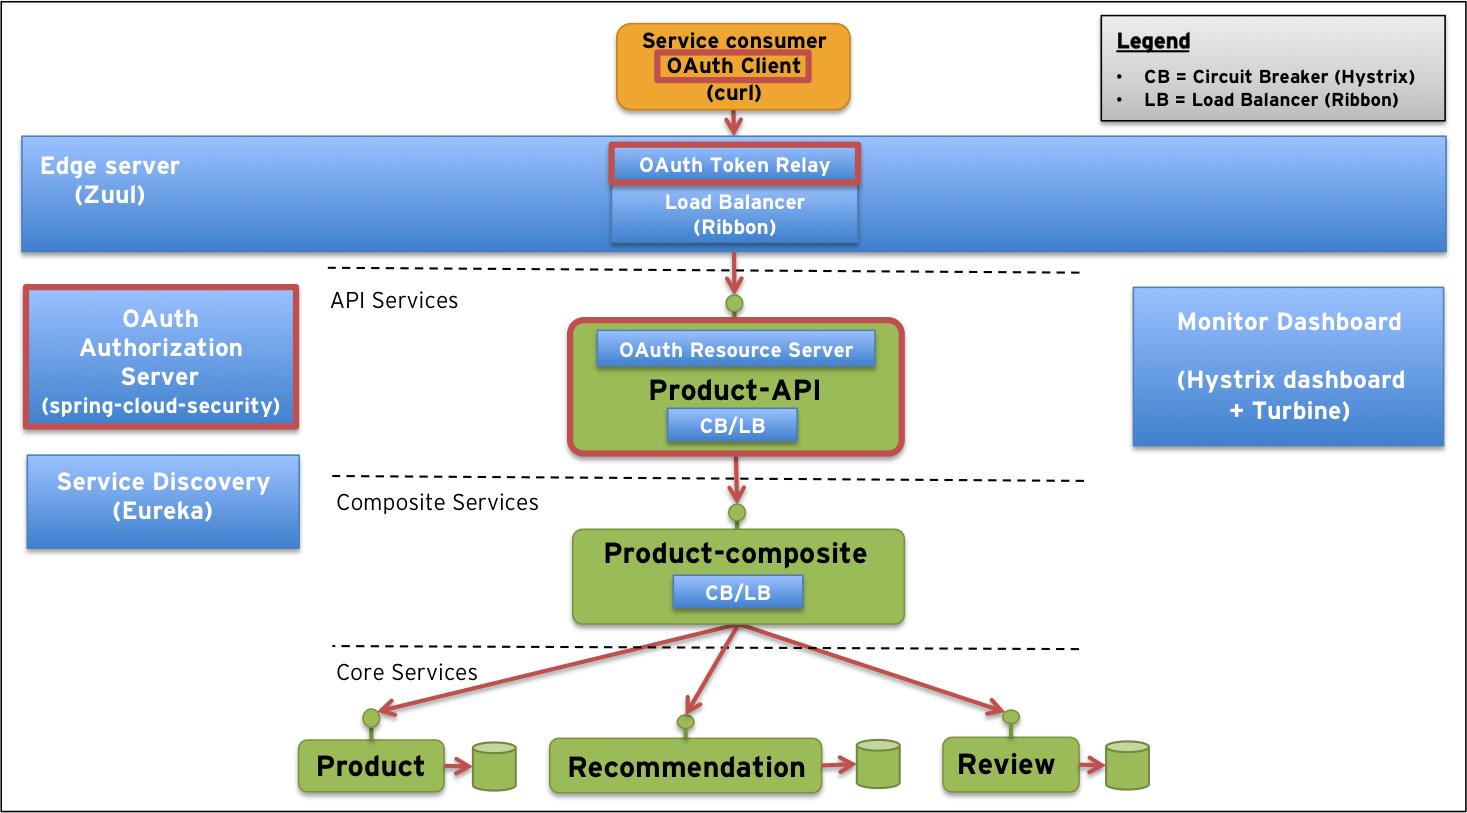 Service consumer
OAuth Client
(curl)
Legend
• CB = Circuit Breaker (Hystrix)
• LB = Load Balancer (Ribbon)
Edge server
(Zuul)
OAuth Token Relay
Load Balancer
(Ribbon)
API Services
OAuth
Authorization
Server
(spring-cloud-security)
OAuth Resource Server
Product-API
CB/LB
Monitor Dashboard
(Hystrix dashboard
+ Turbine)
Service Discovery
(Eureka)
Composite Services
Product-composite
CB/LB
Core Services
Product
Recommendation
Review